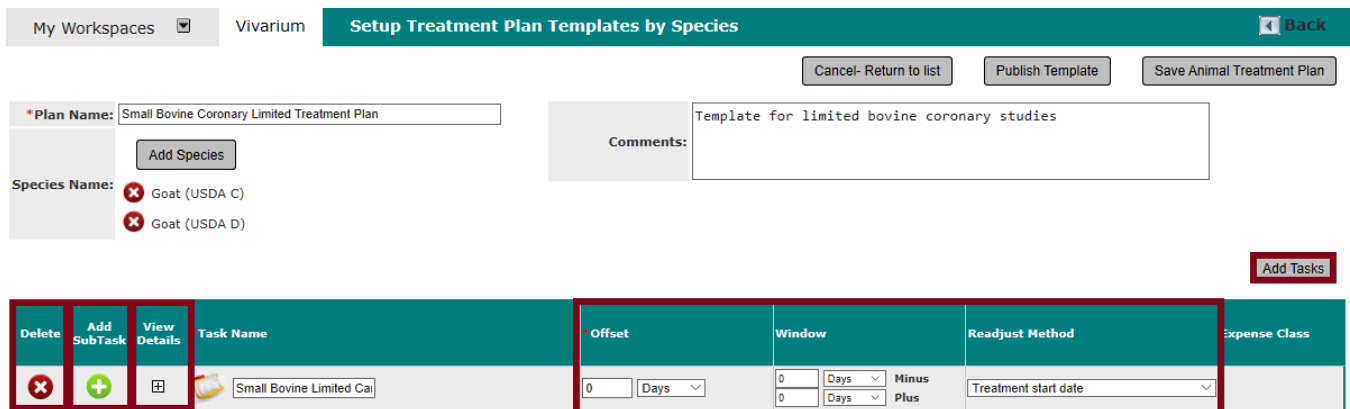 My Workspaces Vivarium Setup Treatment Plan Templates by Species Back
Cancel- Return to list Publish Template Save Animal Treatment Plan
*Plan Name: Small Bovine Coronary Limited Treatment Plan
Comments: Template for limited bovine coronary studies
Add Species
Species Name:
Goat (USDA C)
Goat (USDA D)
Add Tasks
Delete Add SubTask View Details Task Name *Offset Window Readjust Method Expense Class
Small Bovine Limited Car 0 Days 0 Days Minus Treatment start date
0 Days Plus